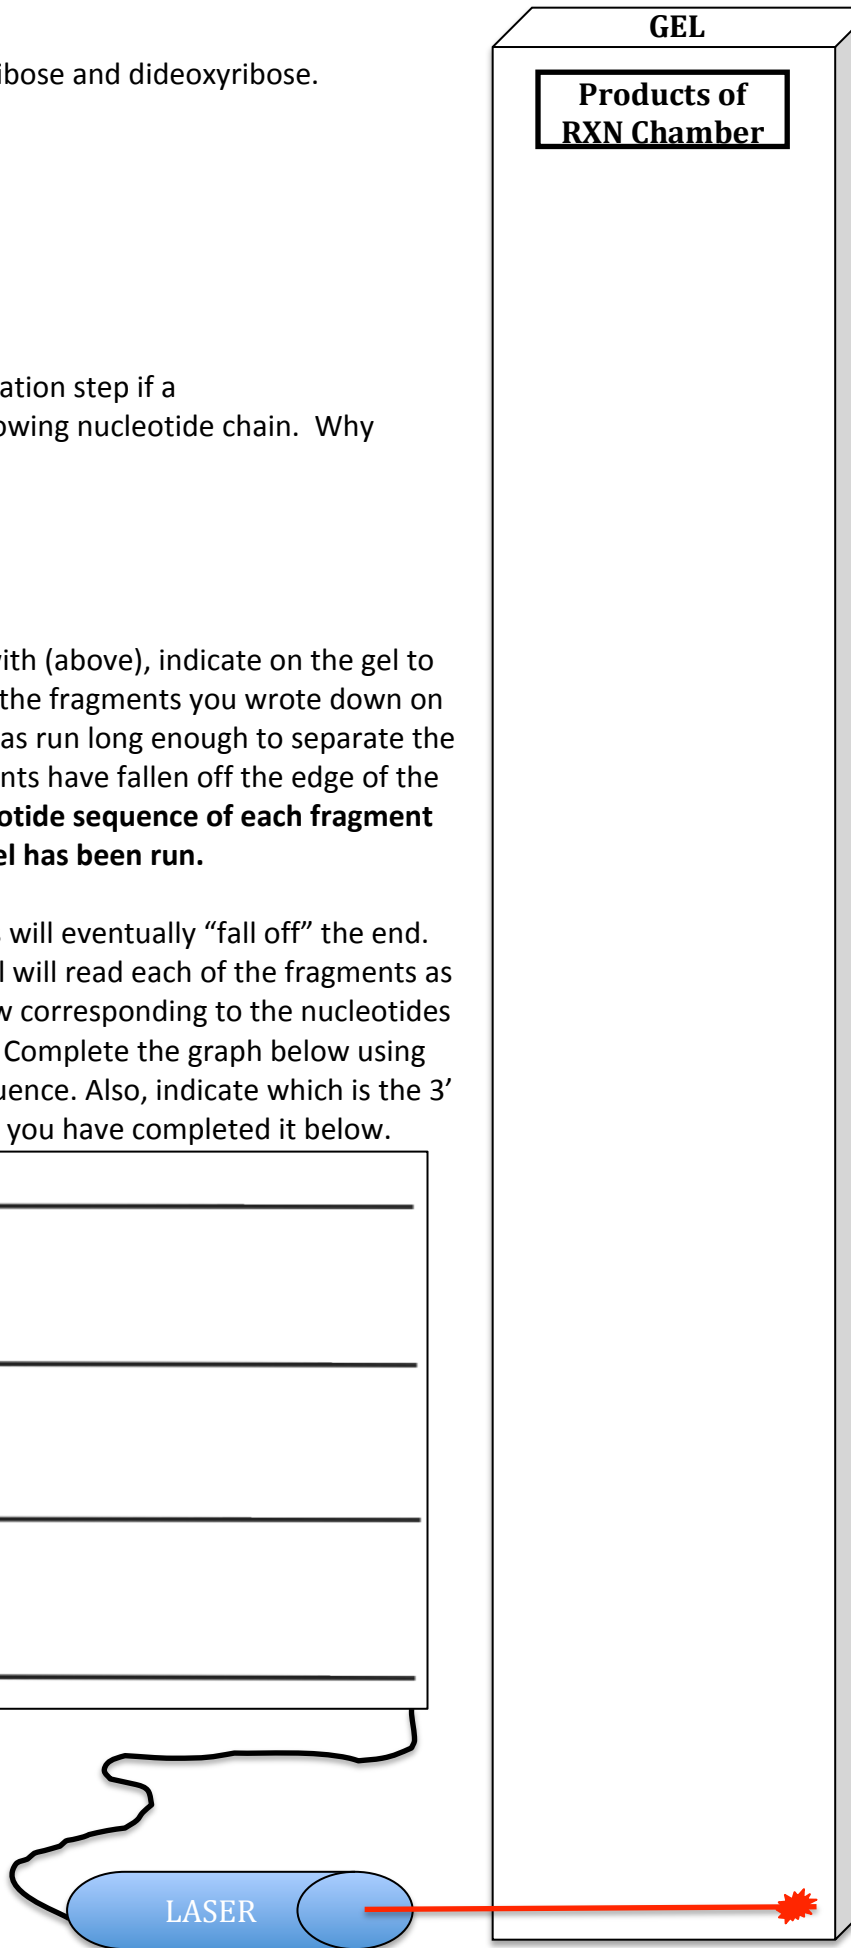 GEL
ibose and dideoxyribose.
Products of
RXN Chamber
ation step if a
owing nucleotide chain.  Why
vith (above), indicate on the gel to
the fragments you wrote down on
as run long enough to separate the
nts have fallen off the edge of the
otide sequence of each fragment
el has been run.
s will eventually “fall off” the end.
l will read each of the fragments as
w corresponding to the nucleotides
Complete the graph below using
uence. Also, indicate which is the 3’
you have completed it below.
LASER